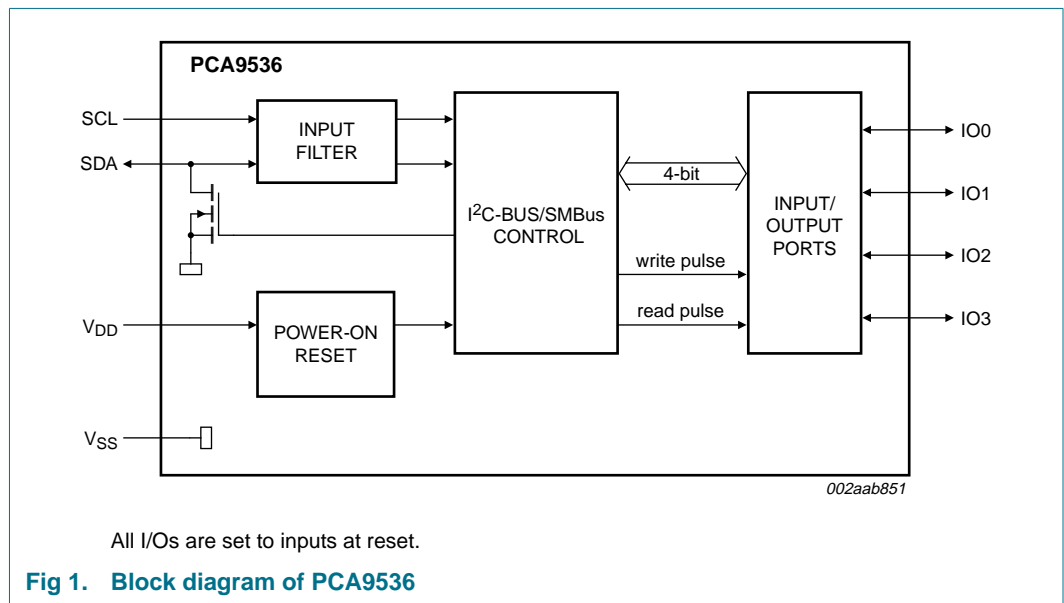 PCA9536
SCL
SDA
INPUT
FILTER
I²C-BUS/SMBus
CONTROL
4-bit
write pulse
read pulse
INPUT/
OUTPUT
PORTS
IO0
IO1
IO2
IO3
VDD
POWER-ON
RESET
VSS
002aab851
All I/Os are set to inputs at reset.
Fig 1. Block diagram of PCA9536